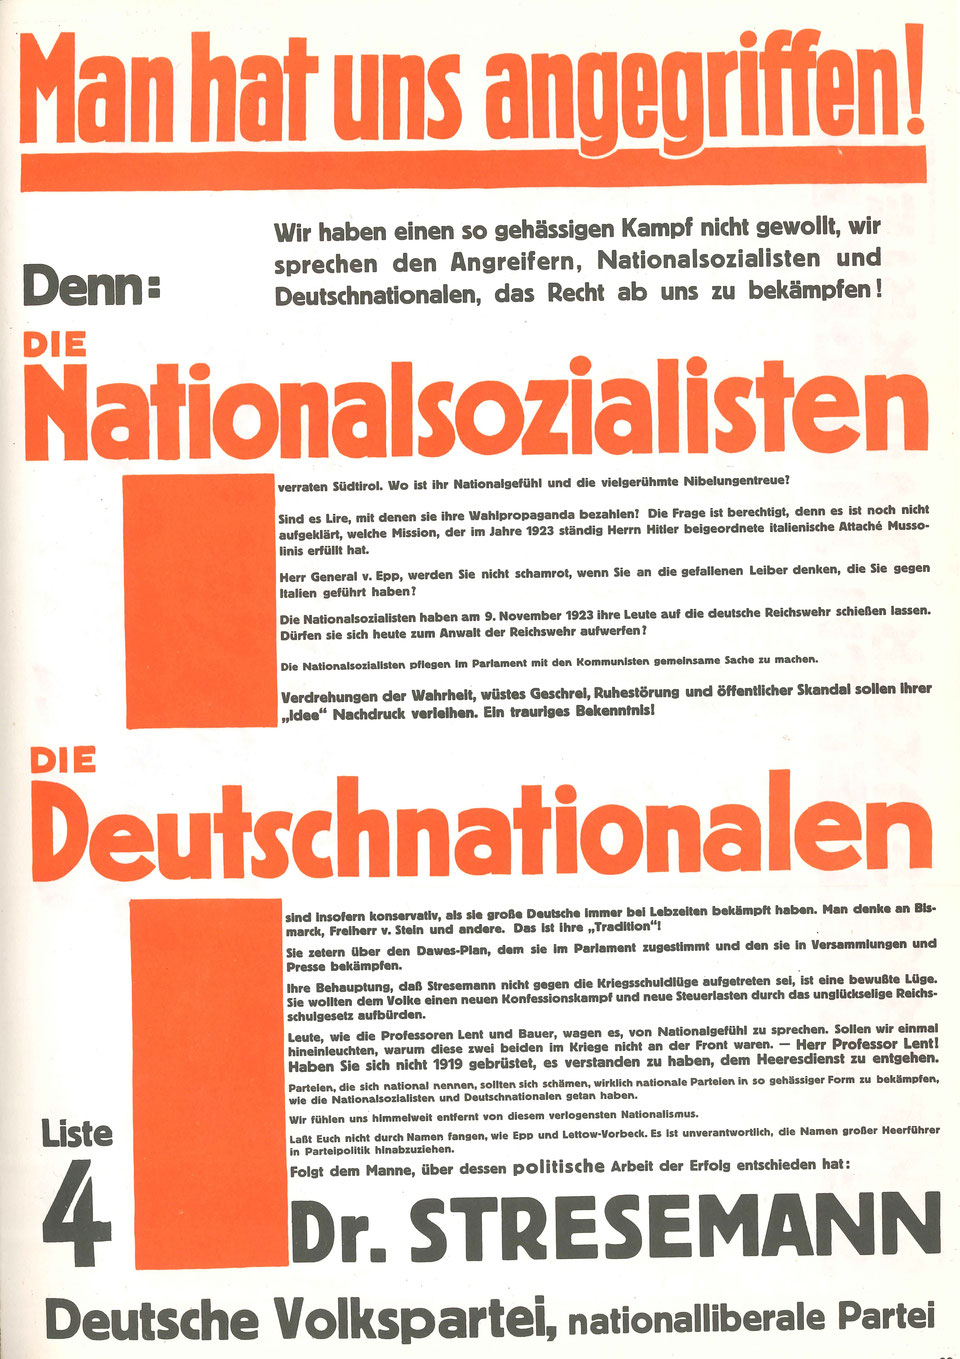 Man hat uns angegriffen!
Denn:
Wir haben einen so gehässigen Kampf nicht gewollt, wir
sprechen den Angreifern, Nationalsozialisten und
Deutschnationalen, das Recht ab uns zu bekämpfen!
DIE
Nationalsozialisten
verraten Südtirol. Wo ist ihr Nationalgefühl und die vielgerühmte Nibelungentreue?
Sind es Lire, mit denen sie ihre Wahlpropaganda bezahlen? Die Frage ist berechtigt, denn es ist noch nicht
aufgeklärt, welche Mission, der im Jahre 1923 ständig Herrn Hitler beigeordnete italienische Attaché Musso-
linis erfüllt hat.
Herr General v. Epp, werden Sie nicht schamrot, wenn Sie an die gefallenen Leiber denken, die Sie gegen
Italien geführt haben?
Die Nationalsozialisten haben am 9. November 1923 ihre Leute auf die deutsche Reichswehr schießen lassen.
Dürfen sie sich heute zum Anwalt der Reichswehr aufwerfen?
Die Nationalsozialisten pflegen im Parlament mit den Kommunisten gemeinsame Sache zu machen.
Verdrehungen der Wahrheit, wüstes Geschrei, Ruhestörung und öffentlicher Skandal sollen ihrer
„Idee“ Nachdruck verleihen. Ein trauriges Bekenntnis!
DIE
Deutschnationalen
sind insofern konservativ, als sie große Deutsche immer bei Lebzeiten bekämpft haben. Man denke an Bis-
marck, Freiherr v. Stein und andere. Das ist ihre „Tradition“!
Sie zetern über den Dawes-Plan, dem sie im Parlament zugestimmt und den sie in Versammlungen und
Presse bekämpfen.
Ihre Behauptung, daß Stresemann nicht gegen die Kriegsschuldlüge aufgetreten sei, ist eine bewußte Lüge.
Sie wollten dem Volke einen neuen Konfessionskampf und neue Steuerlasten durch das unglückselige Reichs-
schulgesetz aufbürden.
Leute, wie die Professoren Lent und Bauer, wagen es, von Nationalgefühl zu sprechen. Sollen wir einmal
hineinleuchten, warum diese zwei beiden im Kriege nicht an der Front waren. — Herr Professor Lent!
Haben Sie sich nicht 1919 gebrüstet, es verstanden zu haben, dem Heeresdienst zu entgehen.
Parteien, die sich national nennen, sollten sich schämen, wirklich nationale Parteien in so gehässiger Form zu bekämpfen,
wie die Nationalsozialisten und Deutschnationalen getan haben.
Wir fühlen uns himmelweit entfernt von diesem verlogensten Nationalismus.
Laßt Euch nicht durch Namen fangen, wie Epp und Lettow-Vorbeck. Es ist unverantwortlich, die Namen großer Heerführer
in Parteipolitik hinabzuziehen.
Folgt dem Manne, über dessen politische Arbeit der Erfolg entschieden hat:
Liste
4
Dr. STRESEMANN
Deutsche Volkspartei, nationalliberale Partei